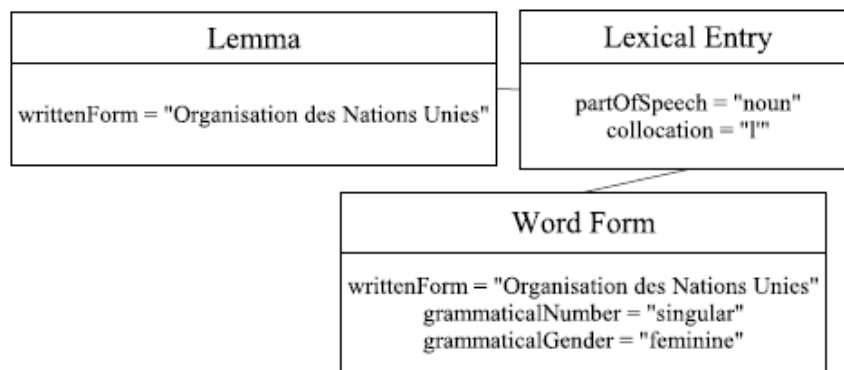 Lemma
writtenForm = "Organisation des Nations Unies"
Lexical Entry
partOfSpeech = "noun"
collocation = "l'"
Word Form
writtenForm = "Organisation des Nations Unies"
grammaticalNumber = "singular"
grammaticalGender = "feminine"